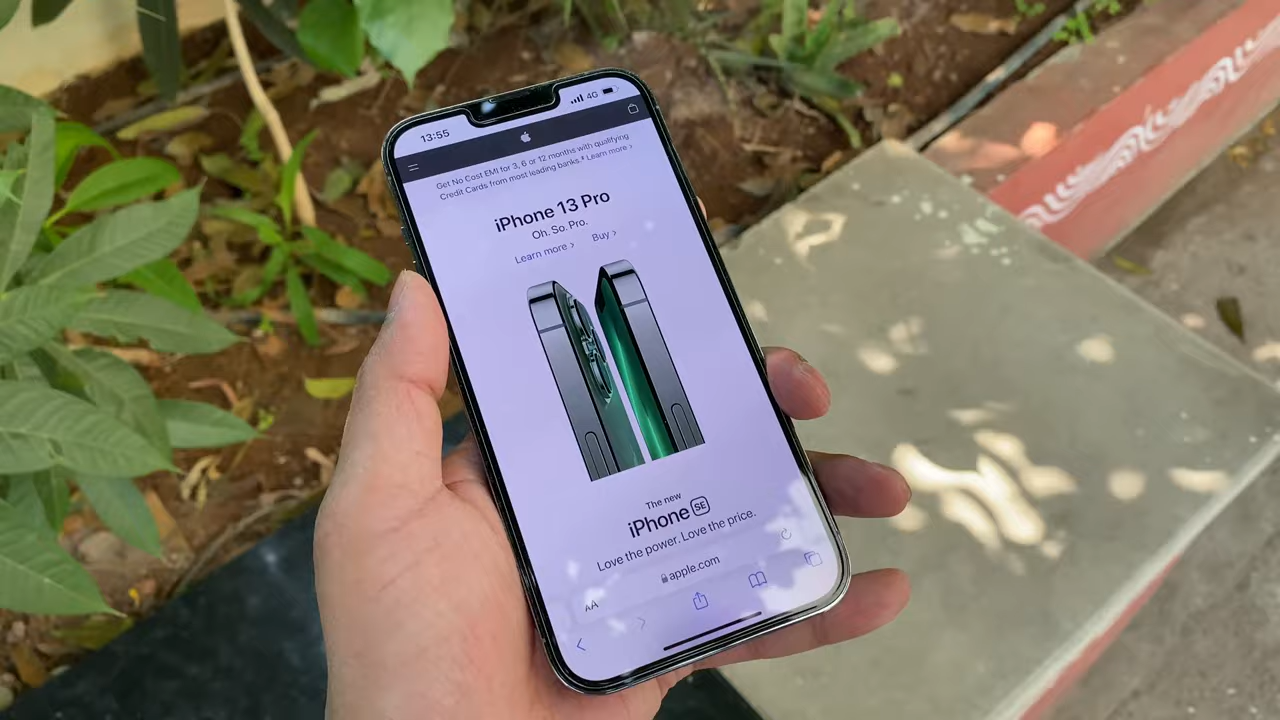 13:55
4G
Get No Cost EMI for 3, 6 or 12 months with qualifying
Credit Cards from most leading banks.‡ Learn more >
iPhone 13 Pro
Oh. So. Pro.
Learn more > Buy >
The new
iPhone SE
Love the power. Love the price.
AA apple.com